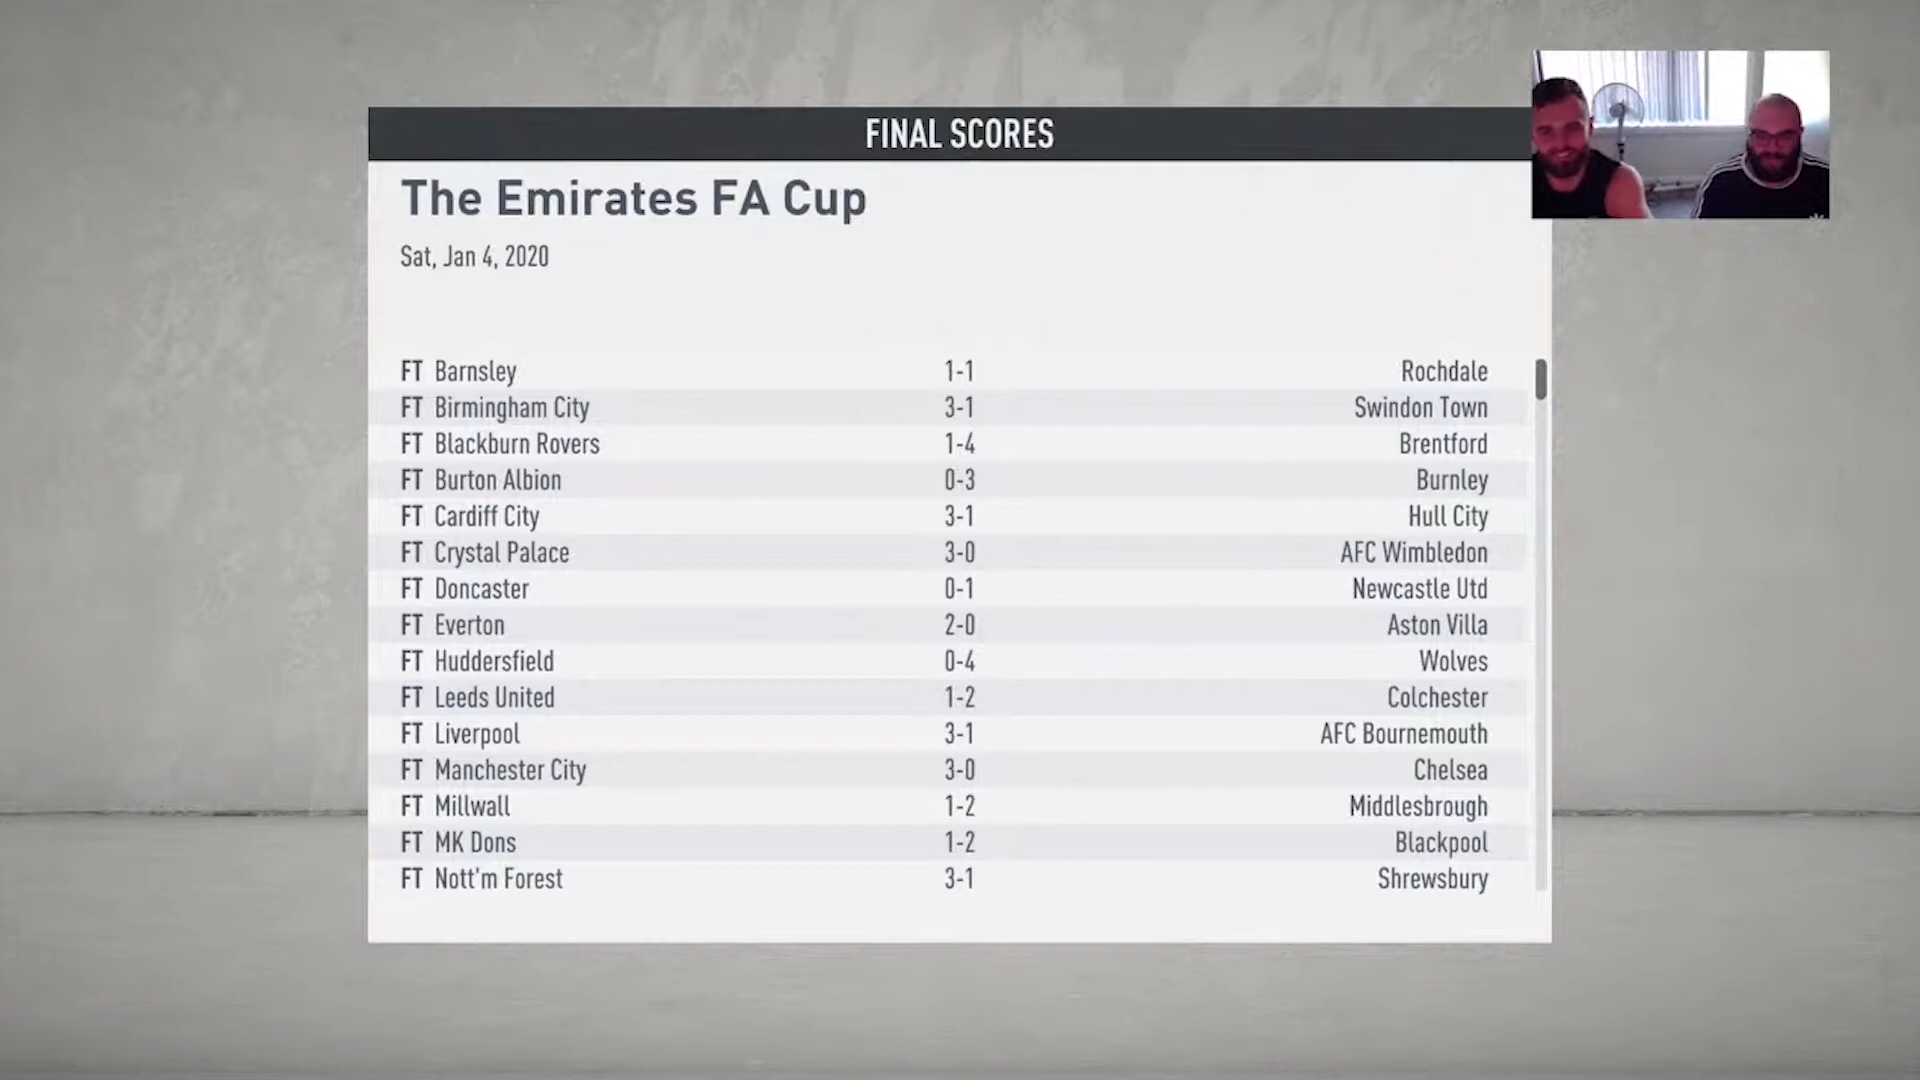 FINAL SCORES
The Emirates FA Cup
Sat, Jan 4, 2020
FT Barnsley 1-1 Rochdale
FT Birmingham City 3-1 Swindon Town
FT Blackburn Rovers 1-4 Brentford
FT Burton Albion 0-3 Burnley
FT Cardiff City 3-1 Hull City
FT Crystal Palace 3-0 AFC Wimbledon
FT Doncaster 0-1 Newcastle Utd
FT Everton 2-0 Aston Villa
FT Huddersfield 0-4 Wolves
FT Leeds United 1-2 Colchester
FT Liverpool 3-1 AFC Bournemouth
FT Manchester City 3-0 Chelsea
FT Millwall 1-2 Middlesbrough
FT MK Dons 1-2 Blackpool
FT Nott'm Forest 3-1 Shrewsbury